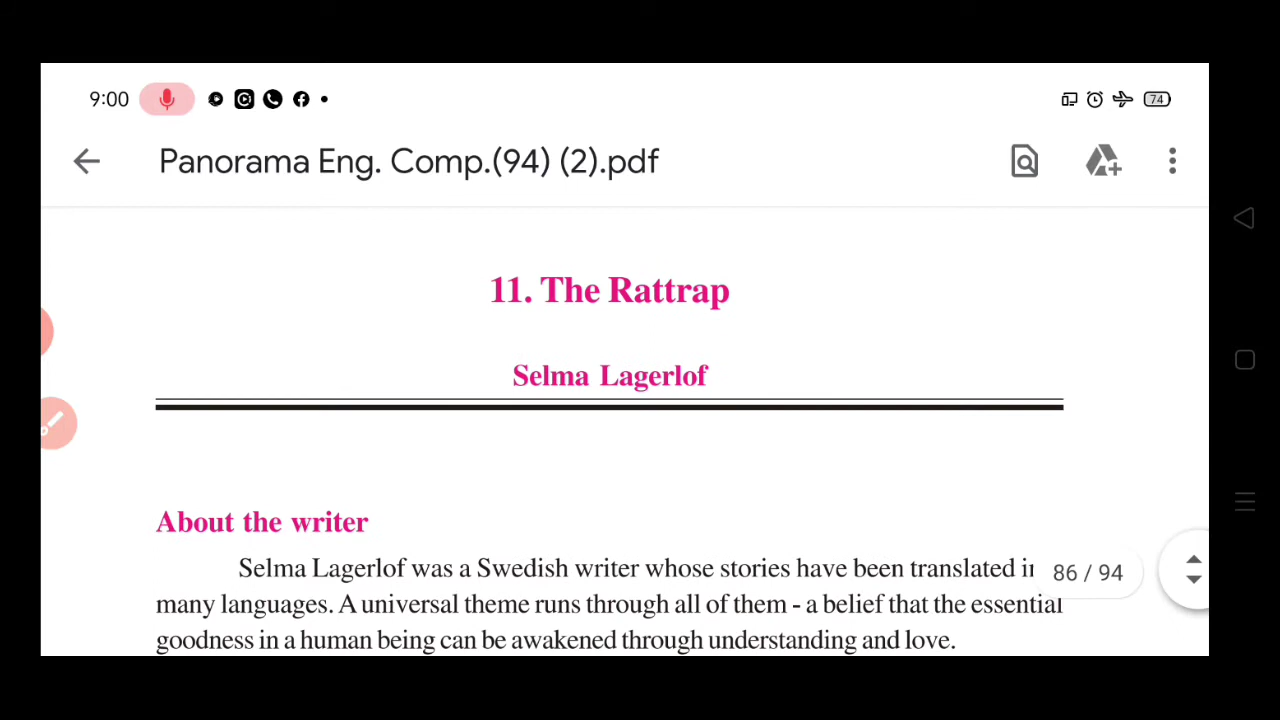 9:00
74
Panorama Eng. Comp.(94) (2).pdf
11. The Rattrap
Selma Lagerlof
About the writer
Selma Lagerlof was a Swedish writer whose stories have been translated in
86 / 94
many languages. A universal theme runs through all of them - a belief that the essential
goodness in a human being can be awakened through understanding and love.